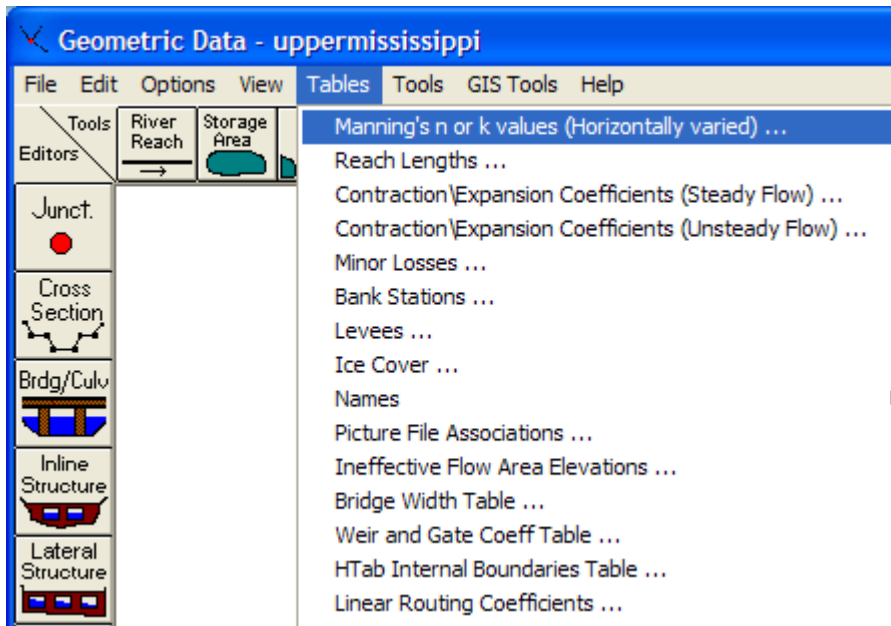 Geometric Data - uppermississippi
File Edit Options View Tables Tools GIS Tools Help
Tools
Editors
River
Reach
Storage
Area
Junct.
Cross
Section
Brdg/Culv
Inline
Structure
Lateral
Structure
Manning's n or k values (Horizontally varied) ...
Reach Lengths ...
Contraction\Expansion Coefficients (Steady Flow) ...
Contraction\Expansion Coefficients (Unsteady Flow) ...
Minor Losses ...
Bank Stations ...
Levees ...
Ice Cover ...
Names
Picture File Associations ...
Ineffective Flow Area Elevations ...
Bridge Width Table ...
Weir and Gate Coeff Table ...
HTab Internal Boundaries Table ...
Linear Routing Coefficients ...